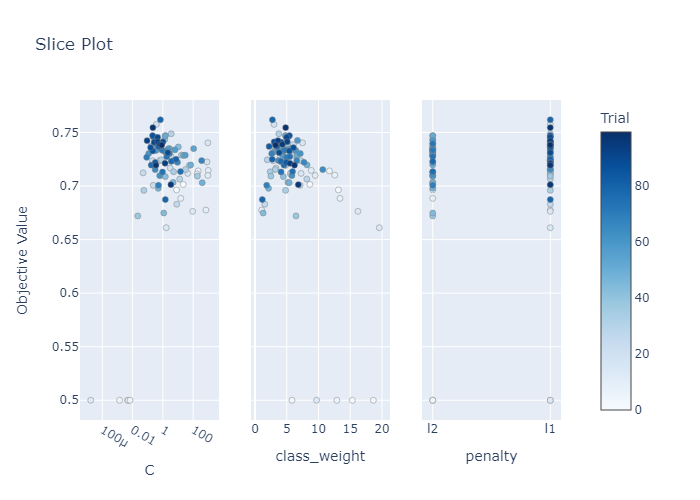 Slice Plot
Objective Value
0.75
0.7
0.65
0.6
0.55
0.5
100μ 0.01 1 100
C
0 5 10 15 20
class_weight
l2 l1
penalty
Trial
80
60
40
20
0